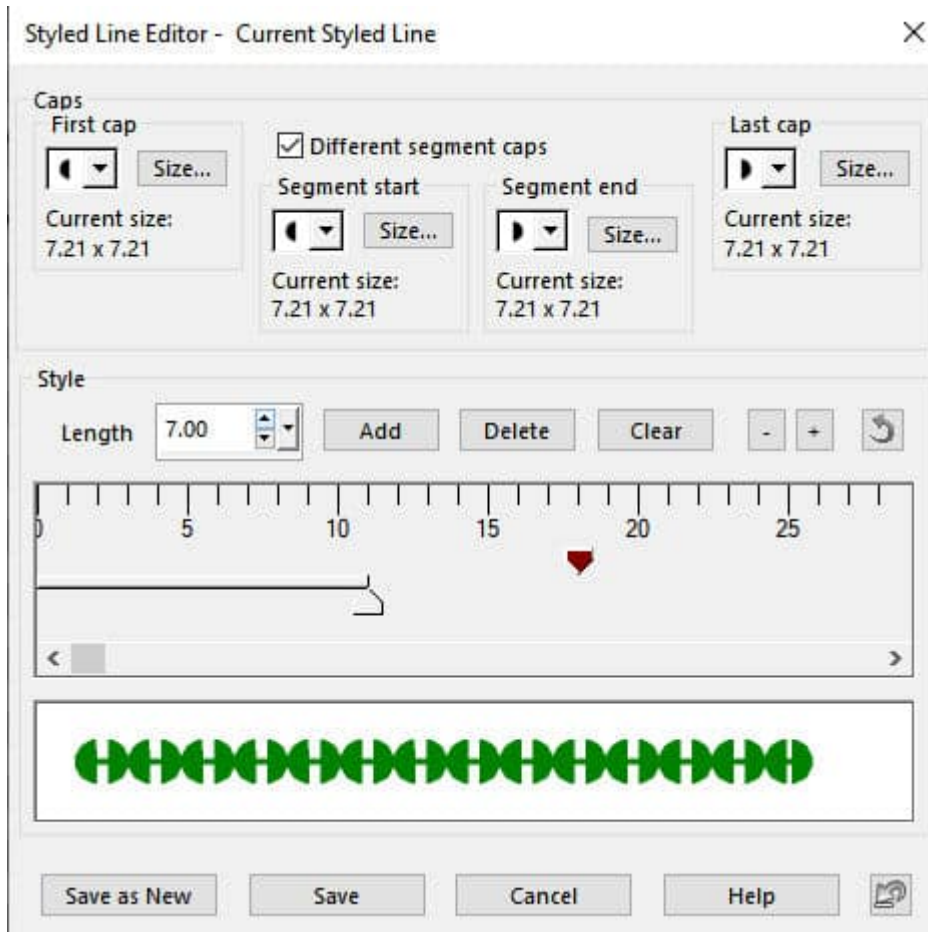 Styled Line Editor - Current Styled Line
Caps
First cap
Size...
Current size:
7.21 x 7.21
Different segment caps
Segment start
Size...
Current size:
7.21 x 7.21
Segment end
Size...
Current size:
7.21 x 7.21
Last cap
Size...
Current size:
7.21 x 7.21
Style
Length 7.00 Add Delete Clear - +
0 5 10 15 20 25
Save as New Save Cancel Help